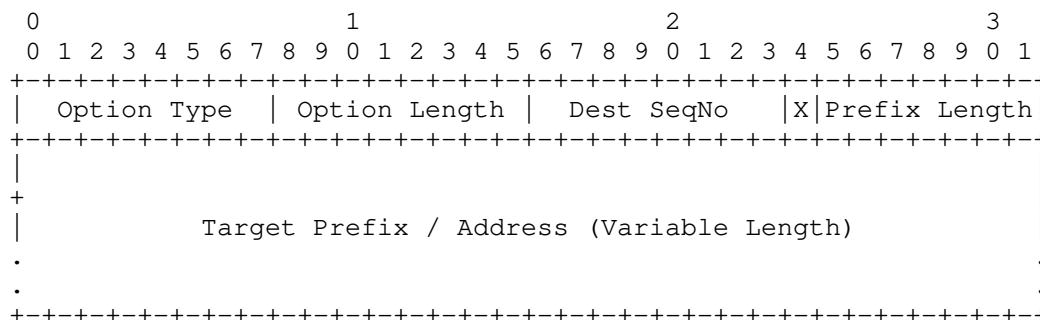 0 1 2 3
0 1 2 3 4 5 6 7 8 9 0 1 2 3 4 5 6 7 8 9 0 1 2 3 4 5 6 7 8 9 0 1
+-+-+-+-+-+-+-+-+-+-+-+-+-+-+-+-+-+-+-+-+-+-+-+-+-+-+-+-+-+-+-+--
| Option Type | Option Length | Dest SeqNo |X|Prefix Length|
+-+-+-+-+-+-+-+-+-+-+-+-+-+-+-+-+-+-+-+-+-+-+-+-+-+-+-+-+-+-+-+--
| |
+
| Target Prefix / Address (Variable Length) |
. .
. .
+-+-+-+-+-+-+-+-+-+-+-+-+-+-+-+-+-+-+-+-+-+-+-+-+-+-+-+-+-+-+-+--